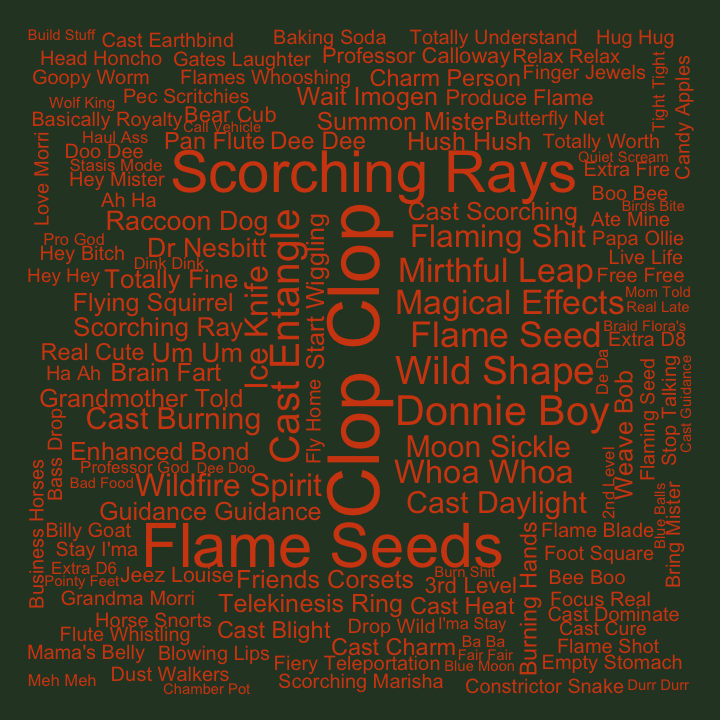 Build Stuff
Cast Earthbind
Baking Soda
Totally Understand
Hug Hug
Head Honcho
Gates Laughter
Professor Calloway
Relax Relax
Goopy Worm
Flames Whooshing
Charm Person
Finger Jewels
Tight Tight
Candy Apples
Wolf King
Pec Scritchies
Wait Imogen
Produce Flame
Basically Royalty
Bear Cub
Summon Mister
Butterfly Net
Call Vehicle
Haul Ass
Pan Flute
Dee Dee
Hush Hush
Totally Worth
Doo Dee
Quiet Scream
Stasis Mode
Extra Fire
Hey Mister
Scorching Rays
Love Morri
Ah Ha
Boo Bee
Birds Bite
Raccoon Dog
Cast Scorching
Ate Mine
Pro God
Flaming Shit
Papa Ollie
Hey Bitch
Dr Nesbitt
Live Life
Dink Dink
Hey Hey
Totally Fine
Mirthful Leap
Free Free
Ice Knife
Cast Entangle
Start Wiggling
Clop Clop
Flying Squirrel
Magical Effects
Mom Told
Real Late
Scorching Ray
Flame Seed
Braid Flora's
Extra D8
Real Cute
Um Um
Ha Ah
Brain Fart
Wild Shape
De Da
Flaming Seed
Stop Talking
Cast Guidance
Grandmother Told
Fly Home
Donnie Boy
Weave Bob
Cast Burning
Bass Drop
Enhanced Bond
Moon Sickle
Professor God
Dee Doo
Whoa Whoa
Bad Food
Wildfire Spirit
2nd Level
Blue Balls
Bring Mister
Cast Daylight
Guidance Guidance
Business Horses
Billy Goat
Flame Seeds
Flame Blade
Stay I'ma
Foot Square
Extra D6
Jeez Louise
Friends Corsets
Burn Shit
Burning Hands
Bee Boo
Pointy Feet
3rd Level
Grandma Morri
Telekinesis Ring
Cast Heat
Focus Real
Cast Dominate
Horse Snorts
Cast Blight
Drop Wild
I'ma Stay
Cast Cure
Flute Whistling
Cast Charm
Ba Ba
Flame Shot
Mama's Belly
Blowing Lips
Fair Fair
Fiery Teleportation
Blue Moon
Empty Stomach
Dust Walkers
Meh Meh
Scorching Marisha
Chamber Pot
Constrictor Snake
Durr Durr